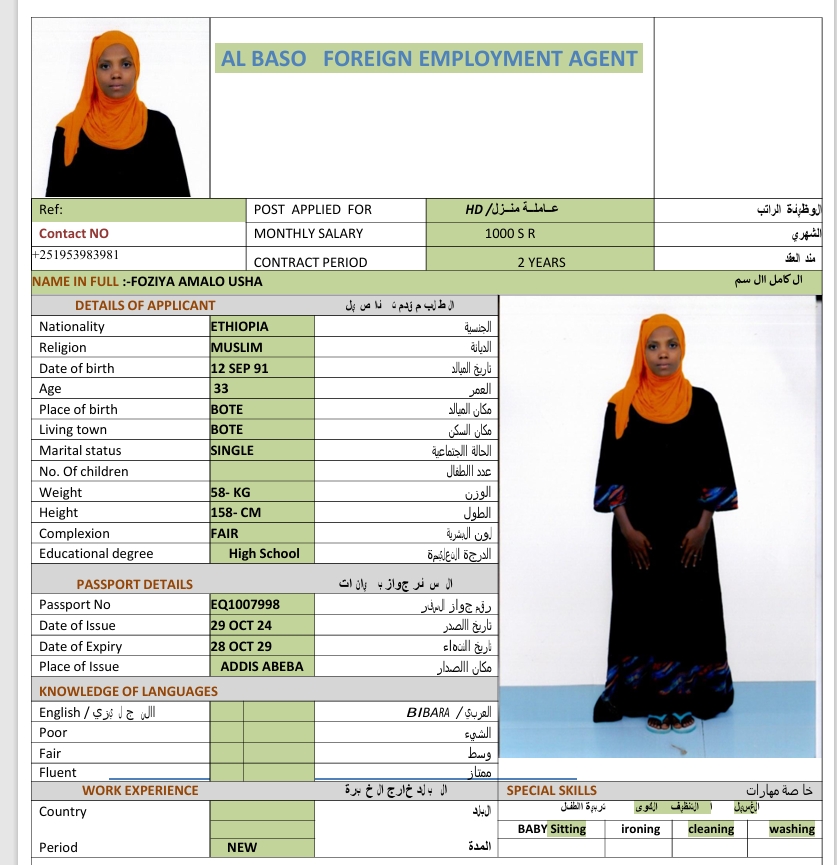 AL BASO FOREIGN EMPLOYMENT AGENT
Ref: POST APPLIED FOR HD/ عـاملـة منـزل الوظيفة الراتب
Contact NO MONTHLY SALARY 1000 S R الشهري
+251953983981 CONTRACT PERIOD 2 YEARS مند العقد
NAME IN FULL :-FOZIYA AMALO USHA ال كامل اال سم
DETAILS OF APPLICANT
Nationality ETHIOPIA الجنسية
Religion MUSLIM الديانة
Date of birth 12 SEP 91 تاريخ الميالد
Age 33 العمر
Place of birth BOTE مكان الميالد
Living town BOTE مكان السكن
Marital status SINGLE الحالة االجتماعية
No. Of children عدد االطفال
Weight 58- KG الوزن
Height 158- CM الطول
Complexion FAIR لون البشرية
Educational degree High School الدرجة التعليمية
PASSPORT DETAILS ال س فر جواز ب يان ات
Passport No EQ1007998 رقم جواز السفر
Date of Issue 29 OCT 24 تاريخ االصدر
Date of Expiry 28 OCT 29 تاريخ االنتهاء
Place of Issue ADDIS ABEBA مكان االصدار
KNOWLEDGE OF LANGUAGES
English / االن ج ل يزي BIBARA / العربي
Poor الشيء
Fair وسط
Fluent ممتاز
WORK EXPERIENCE ال بلد خارج ال خ برة SPECIAL SKILLS خا صة مهارات
Country البلد تربية الطفل التنظيف الكوى الغسيل
BABY Sitting ironing cleaning washing
Period NEW المدة